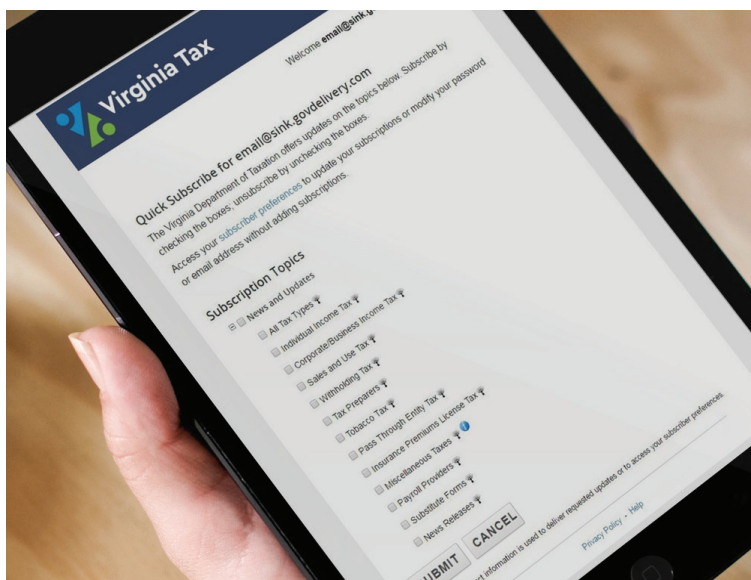 Virginia Tax
Welcome email@sink.g
Quick Subscribe for email@sink.govdelivery.com
The Virginia Department of Taxation offers updates on the topics below. Subscribe by
checking the boxes, unsubscribe by unchecking the boxes.
Access your subscriber preferences to update your subscriptions or modify your password
or email address without adding subscriptions.
Subscription Topics
News and Updates
All Tax Types
Individual Income Tax
Corporate/Business Income Tax
Sales and Use Tax
Withholding Tax
Tax Preparers
Tobacco Tax
Pass Through Entity Tax
Insurance Premiums License Tax
Miscellaneous Taxes
Payroll Providers
Substitute Forms
News Releases
UBMIT CANCEL
information is used to deliver requested updates or to access your subscriber preferences.
Privacy Policy - Help